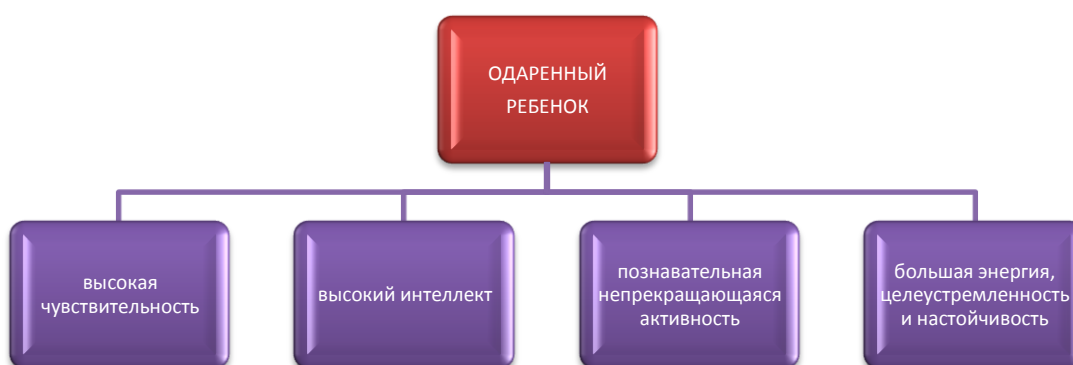 ОДАРЕННЫЙ
РЕБЕНОК
высокая
чувствительность
высокий интеллект
познавательная
непрекращающаяся
активность
большая энергия,
целеустремленность
и настойчивость